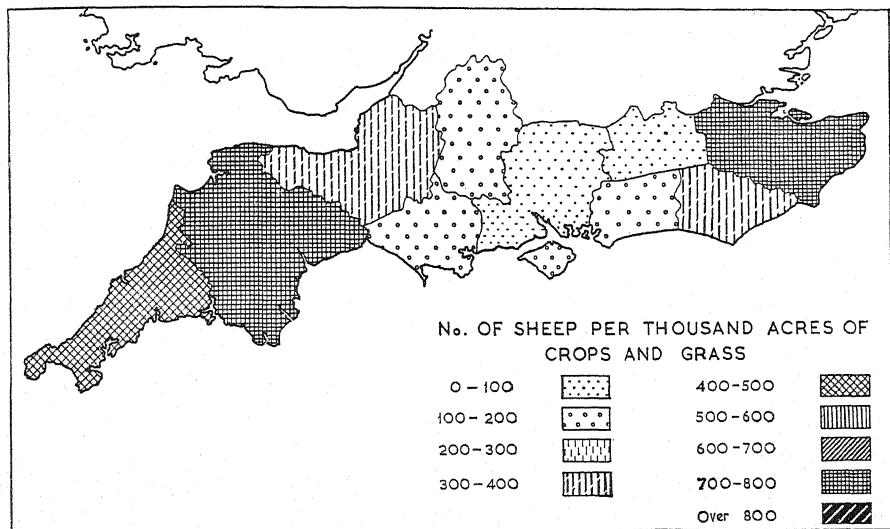 No. OF SHEEP PER THOUSAND ACRES OF
CROPS AND GRASS
0-100
100-200
200-300
300-400
400-500
500-600
600-700
700-800
Over 800